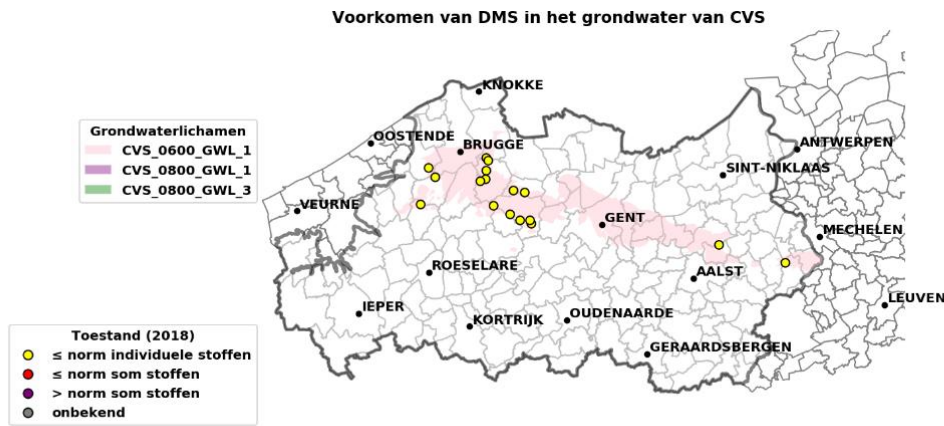 Voorkomen van DMS in het grondwater van CVS
KNOKKE
Grondwaterlichamen
CVS_0600_GWL_1
CVS_0800_GWL_1
CVS_0800_GWL_3
OOSTENDE
BRUGGE
ANTWERPEN
SINT-NIKLAAS
VEURNE
GENT
MECHELEN
ROESELARE
AALST
LEUVEN
IEPER
KORTRIJK
OUDENAARDE
GERAARDSBERGEN
Toestand (2018)
≤ norm individuele stoffen
≤ norm som stoffen
> norm som stoffen
onbekend